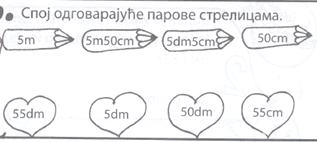 Спој одговарајуће парове стрелицама.
5m 5m50cm 5dm5cm 50cm
55dm 5dm 50dm 55cm